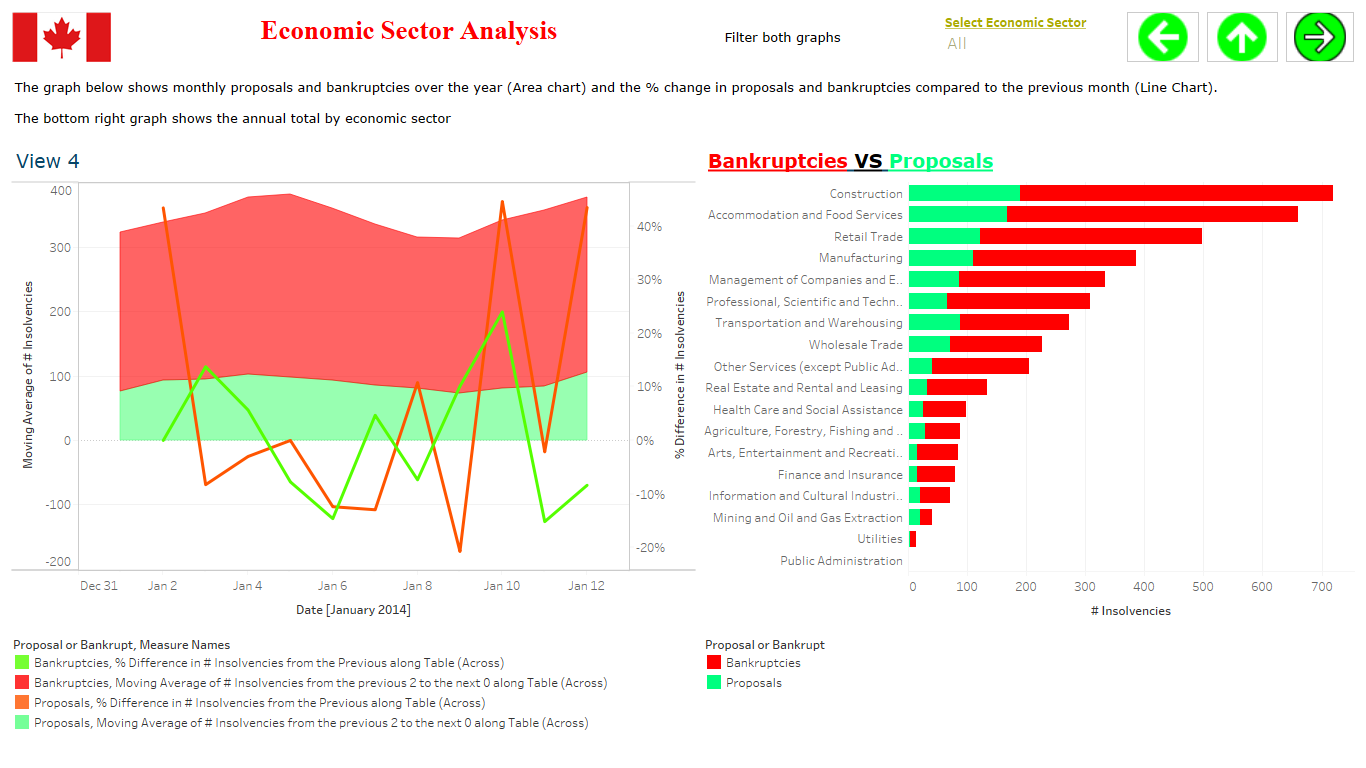 Economic Sector Analysis
Filter both graphs
Select Economic Sector
All
The graph below shows monthly proposals and bankruptcies over the year (Area chart) and the % change in proposals and bankruptcies compared to the previous month (Line Chart).
The bottom right graph shows the annual total by economic sector
View 4
Moving Average of # Insolvencies
400
300
200
100
0
-100
-200
40%
30%
20%
10%
0%
-10%
-20%
% Difference in # Insolvencies
Dec 31
Jan 2
Jan 4
Jan 6
Jan 8
Jan 10
Jan 12
Date [January 2014]
Proposal or Bankrupt, Measure Names
Bankruptcies, % Difference in # Insolvencies from the Previous along Table (Across)
Bankruptcies, Moving Average of # Insolvencies from the previous 2 to the next 0 along Table (Across)
Proposals, % Difference in # Insolvencies from the Previous along Table (Across)
Proposals, Moving Average of # Insolvencies from the previous 2 to the next 0 along Table (Across)
Bankruptcies VS Proposals
Construction
Accommodation and Food Services
Retail Trade
Manufacturing
Management of Companies and E..
Professional, Scientific and Techn..
Transportation and Warehousing
Wholesale Trade
Other Services (except Public Ad..
Real Estate and Rental and Leasing
Health Care and Social Assistance
Agriculture, Forestry, Fishing and ..
Arts, Entertainment and Recreati..
Finance and Insurance
Information and Cultural Industri..
Mining and Oil and Gas Extraction
Utilities
Public Administration
0
100
200
300
400
500
600
700
# Insolvencies
Proposal or Bankrupt
Bankruptcies
Proposals